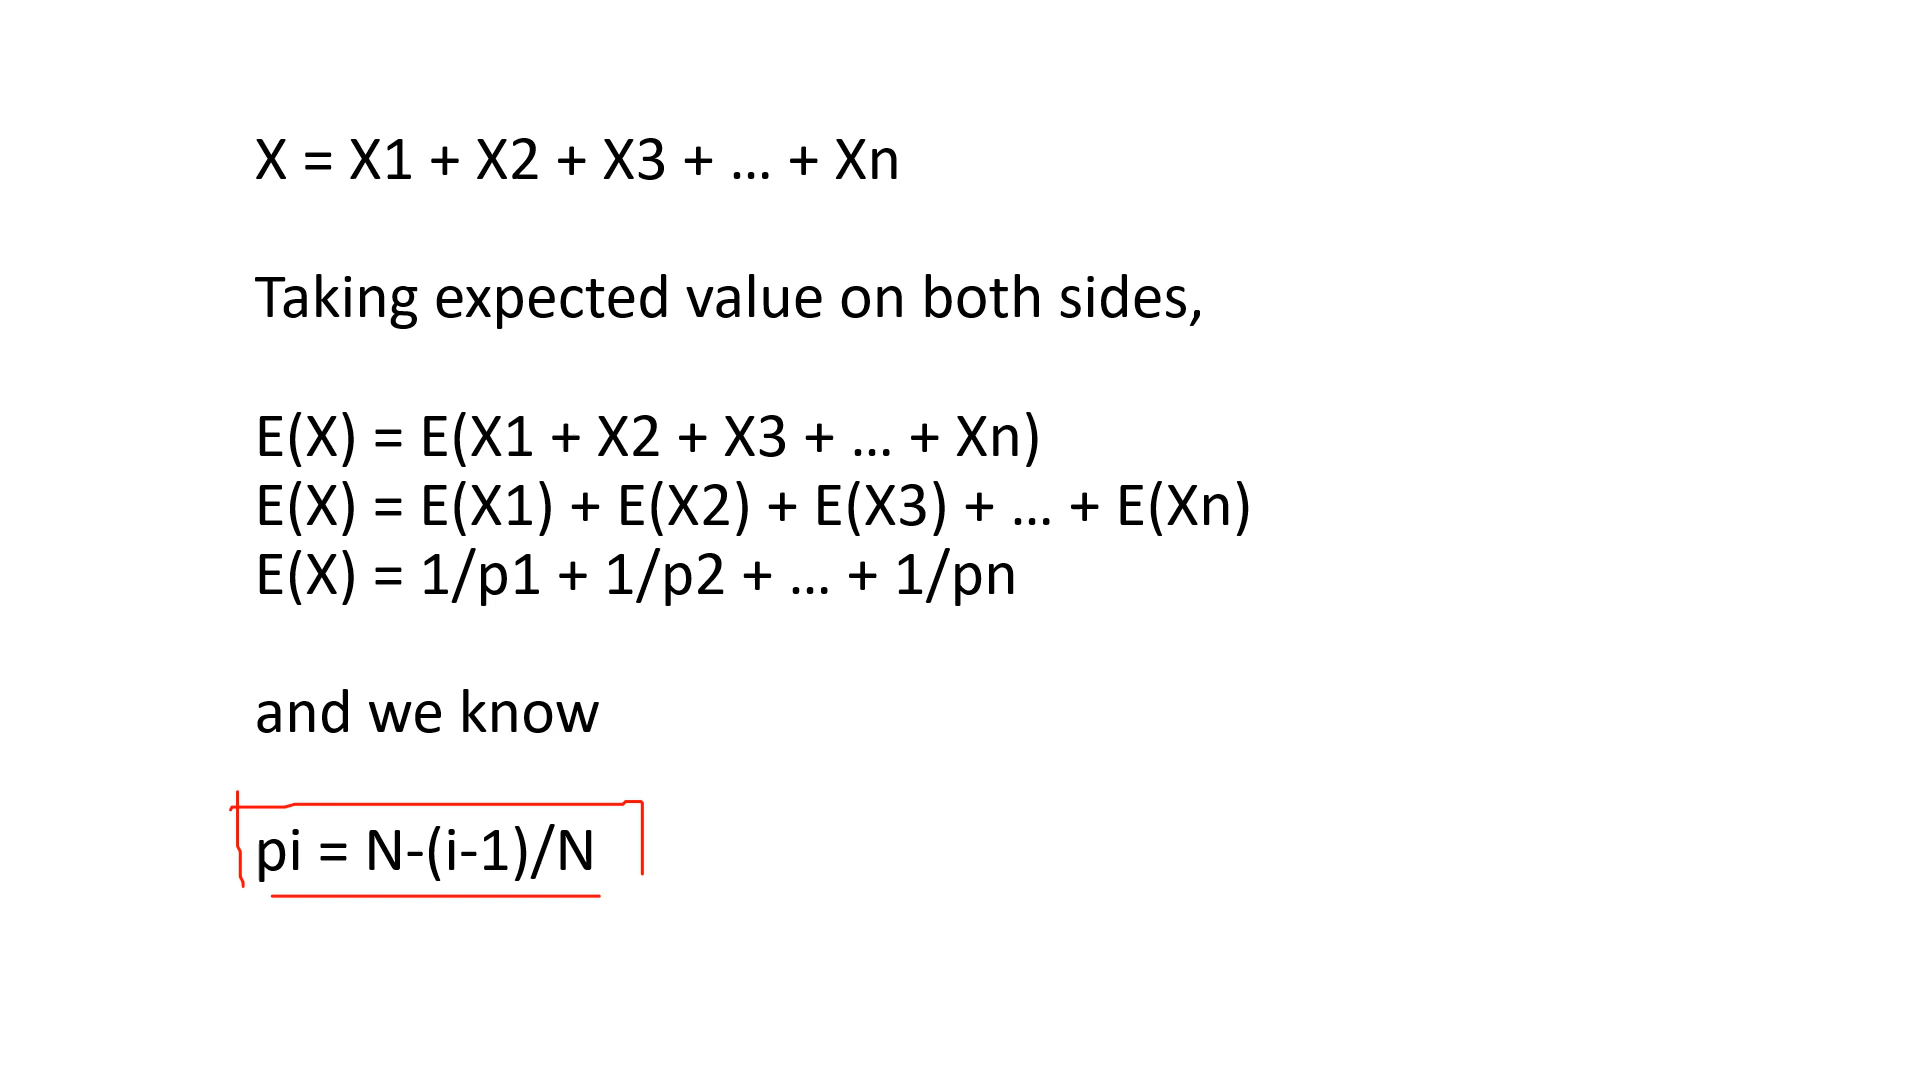 X = X1 + X2 + X3 + ... + Xn
Taking expected value on both sides,
E(X) = E(X1 + X2 + X3 + ... + Xn)
E(X) = E(X1) + E(X2) + E(X3) + ... + E(Xn)
E(X) = 1/p1 + 1/p2 + ... + 1/pn
and we know
pi = N-(i-1)/N